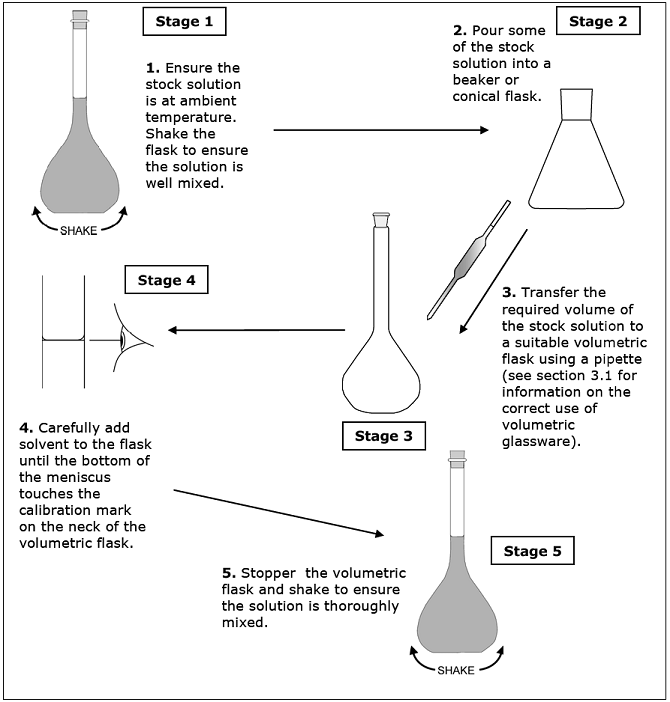 Stage 1
1. Ensure the
stock solution
is at ambient
temperature.
Shake the
flask to ensure
the solution is
well mixed.
SHAKE
Stage 2
2. Pour some
of the stock
solution into a
beaker or
conical flask.
3. Transfer the
required volume of
the stock solution to
a suitable volumetric
flask using a pipette
(see section 3.1 for
information on the
correct use of
volumetric
glassware).
Stage 3
Stage 4
4. Carefully add
solvent to the flask
until the bottom of
the meniscus
touches the
calibration mark
on the neck of the
volumetric flask.
5. Stopper the volumetric
flask and shake to ensure
the solution is thoroughly
mixed.
Stage 5
SHAKE